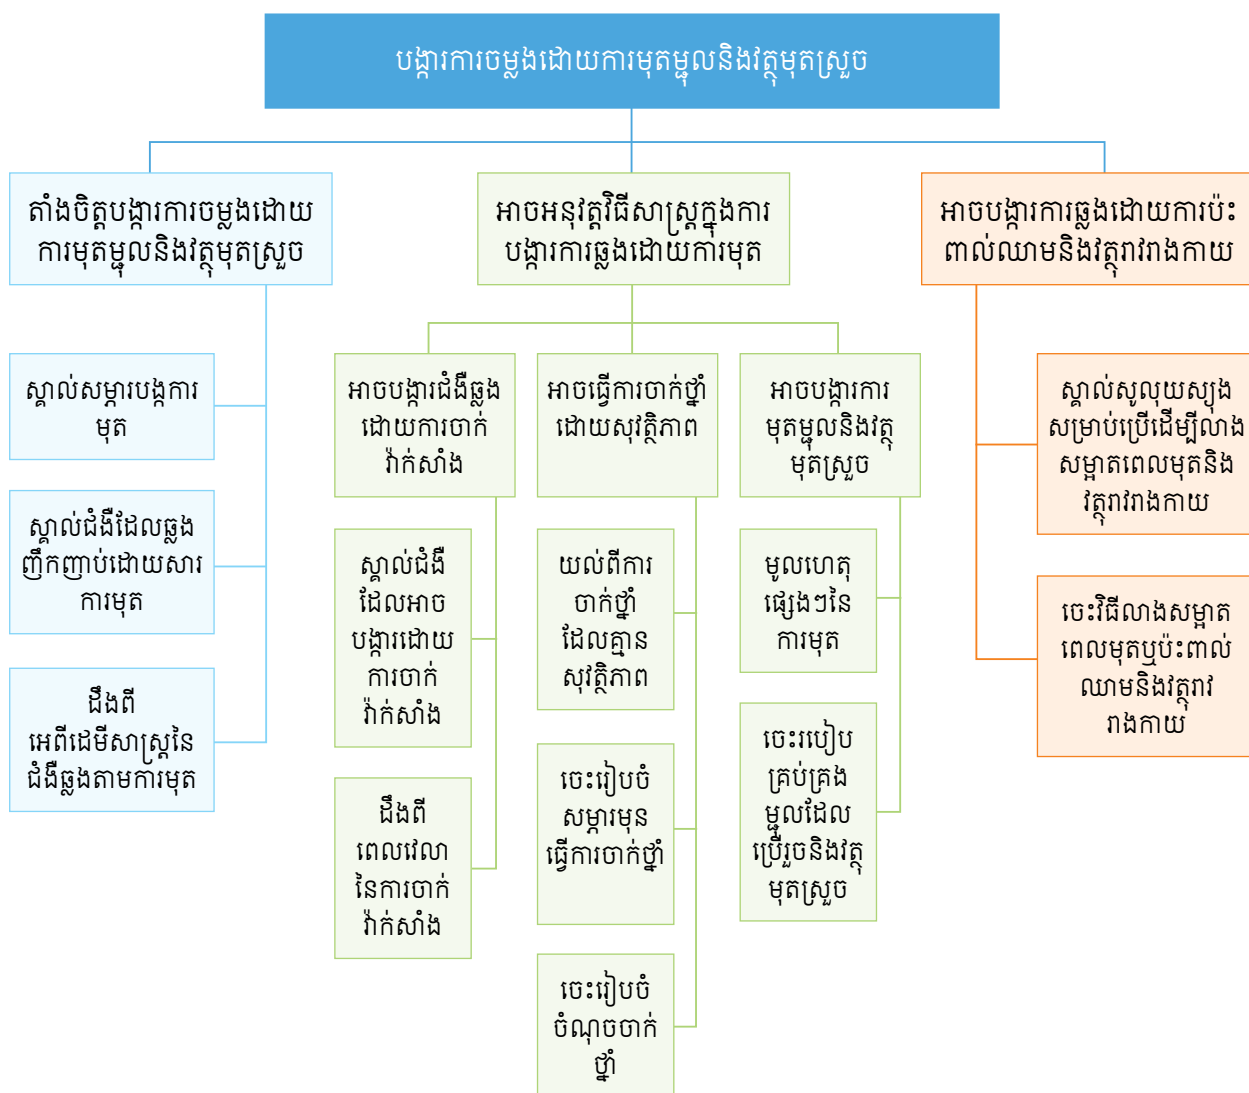 បង្ការការចម្លងដោយការមុតម្ជុលនិងវត្ថុមុតស្រួច
តាំងចិត្តបង្ការការចម្លងដោយ
ការមុតម្ជុលនិងវត្ថុមុតស្រួច
ស្គាល់សម្ភារបង្កការ
មុត
ស្គាល់ជំងឺដែលឆ្លង
ញឹកញាប់ដោយសារ
ការមុត
ដឹងពី
អេពីដេមីសាស្ត្រនៃ
ជំងឺឆ្លងតាមការមុត
អាចអនុវត្តវិធីសាស្ត្រក្នុងការ
បង្ការការឆ្លងដោយការមុត
អាចបង្ការជំងឺឆ្លង
ដោយការចាក់
វ៉ាក់សាំង
ស្គាល់ជំងឺ
ដែលអាច
បង្ការដោយ
ការចាក់
វ៉ាក់សាំង
ដឹងពី
ពេលវេលា
នៃការចាក់
វ៉ាក់សាំង
អាចធ្វើការចាក់ថ្នាំ
ដោយសុវត្ថិភាព
យល់ពីការ
ចាក់ថ្នាំ
ដែលគ្មាន
សុវត្ថិភាព
ចេះរៀបចំ
សម្ភារមុន
ធ្វើការចាក់ថ្នាំ
ចេះរៀបចំ
ចំណុចចាក់
ថ្នាំ
អាចបង្ការការ
មុតម្ជុលនិងវត្ថុ
មុតស្រួច
មូលហេតុ
ផ្សេងៗនៃ
ការមុត
ចេះរបៀប
គ្រប់គ្រង
ម្ជុលដែល
ប្រើរួចនិងវត្ថុ
មុតស្រួច
អាចបង្ការការឆ្លងដោយការប៉ះ
ពាល់ឈាមនិងវត្ថុរាវរាងកាយ
ស្គាល់សូលុយស្យុង
សម្រាប់ប្រើដើម្បីលាង
សម្អាតពេលមុតនិង
វត្ថុរាវរាងកាយ
ចេះវិធីលាងសម្អាត
ពេលមុតឬប៉ះពាល់
ឈាមនិងវត្ថុរាវ
រាងកាយ